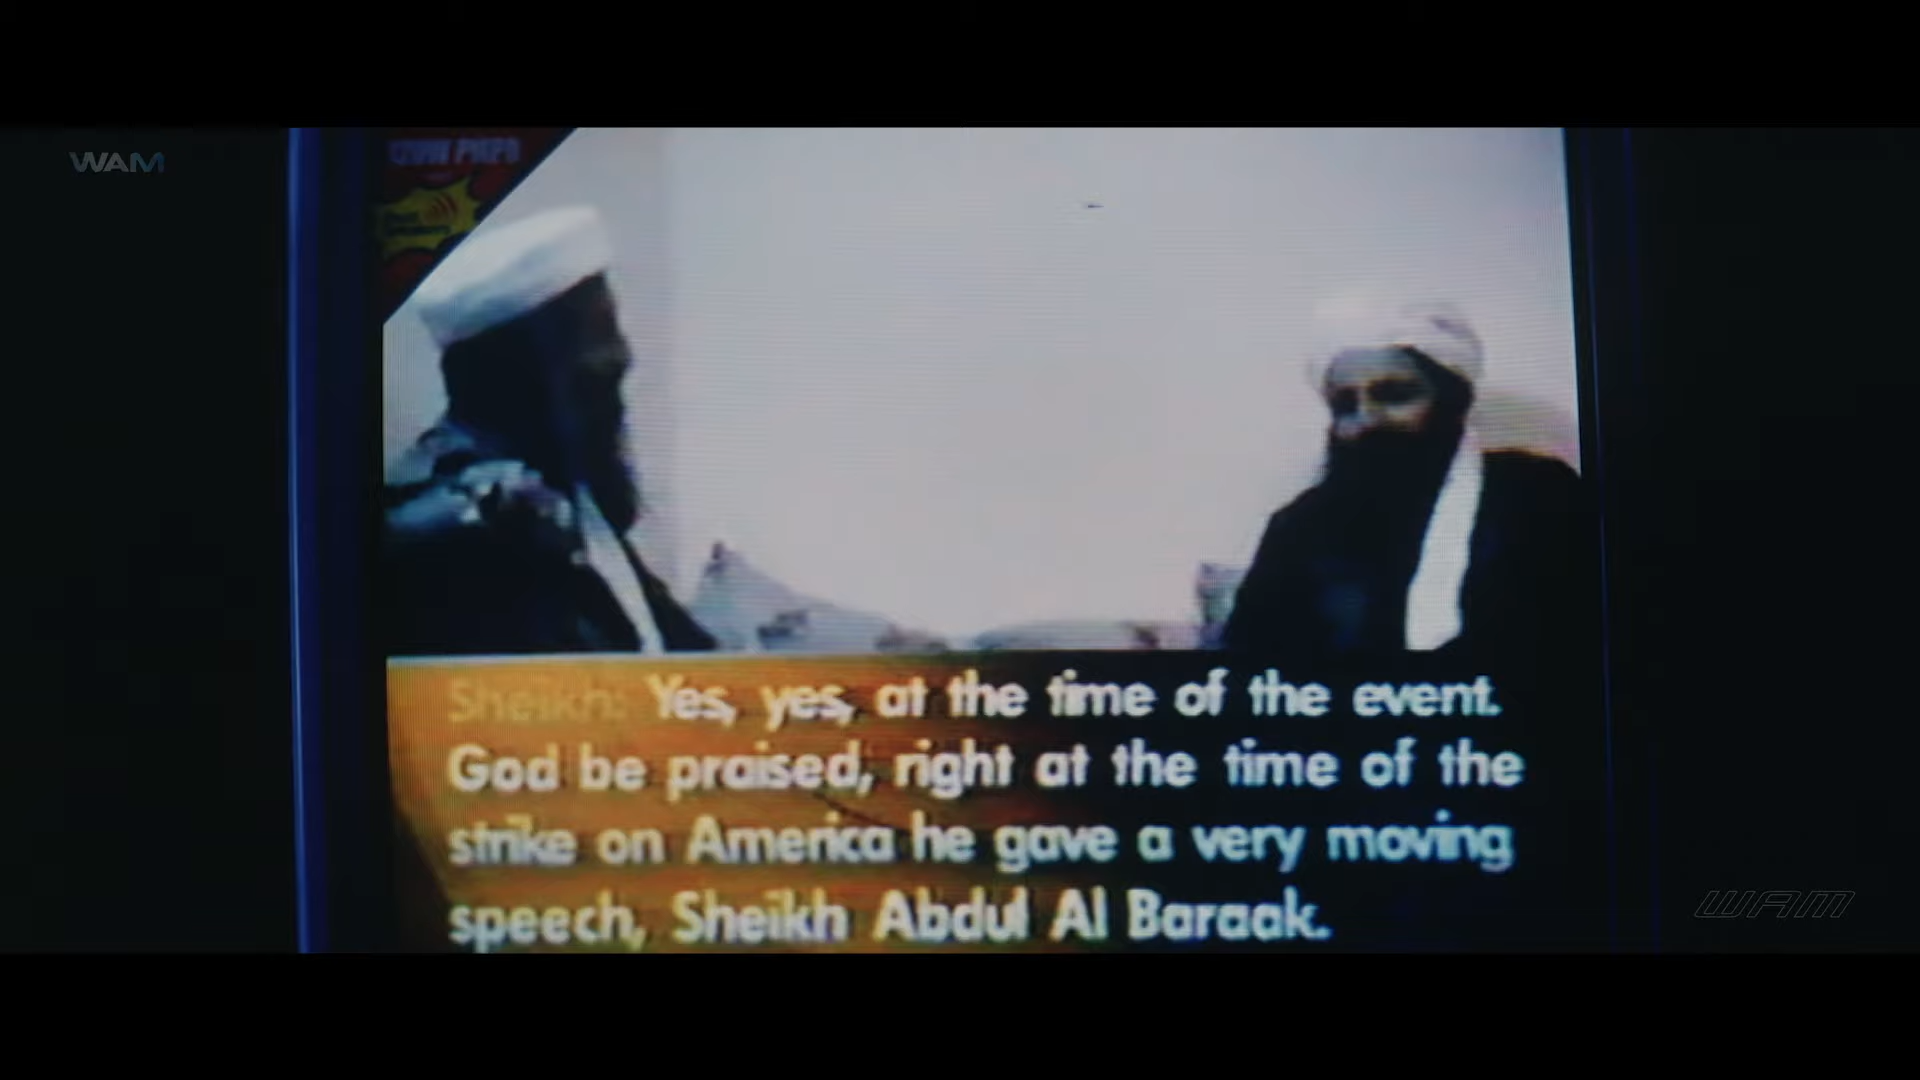 WAM
Sheikh: Yes, yes, at the time of the event.
God be praised, right at the time of the
strike on America he gave a very moving
speech, Sheikh Abdul Al Baraak.
WAM